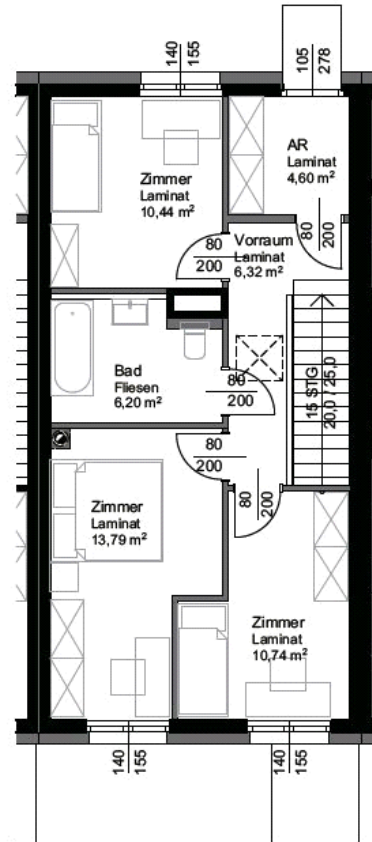 140
155
105
278
Zimmer
Laminat
10,44 m²
AR
Laminat
4,60 m²
80
200
80
200
Vorraum
Laminat
6,32 m²
Bad
Fliesen
6,20 m²
80
200
15 STG
20,0 / 25,0
80
200
80
200
Zimmer
Laminat
13,79 m²
Zimmer
Laminat
10,74 m²
140
155
140
155